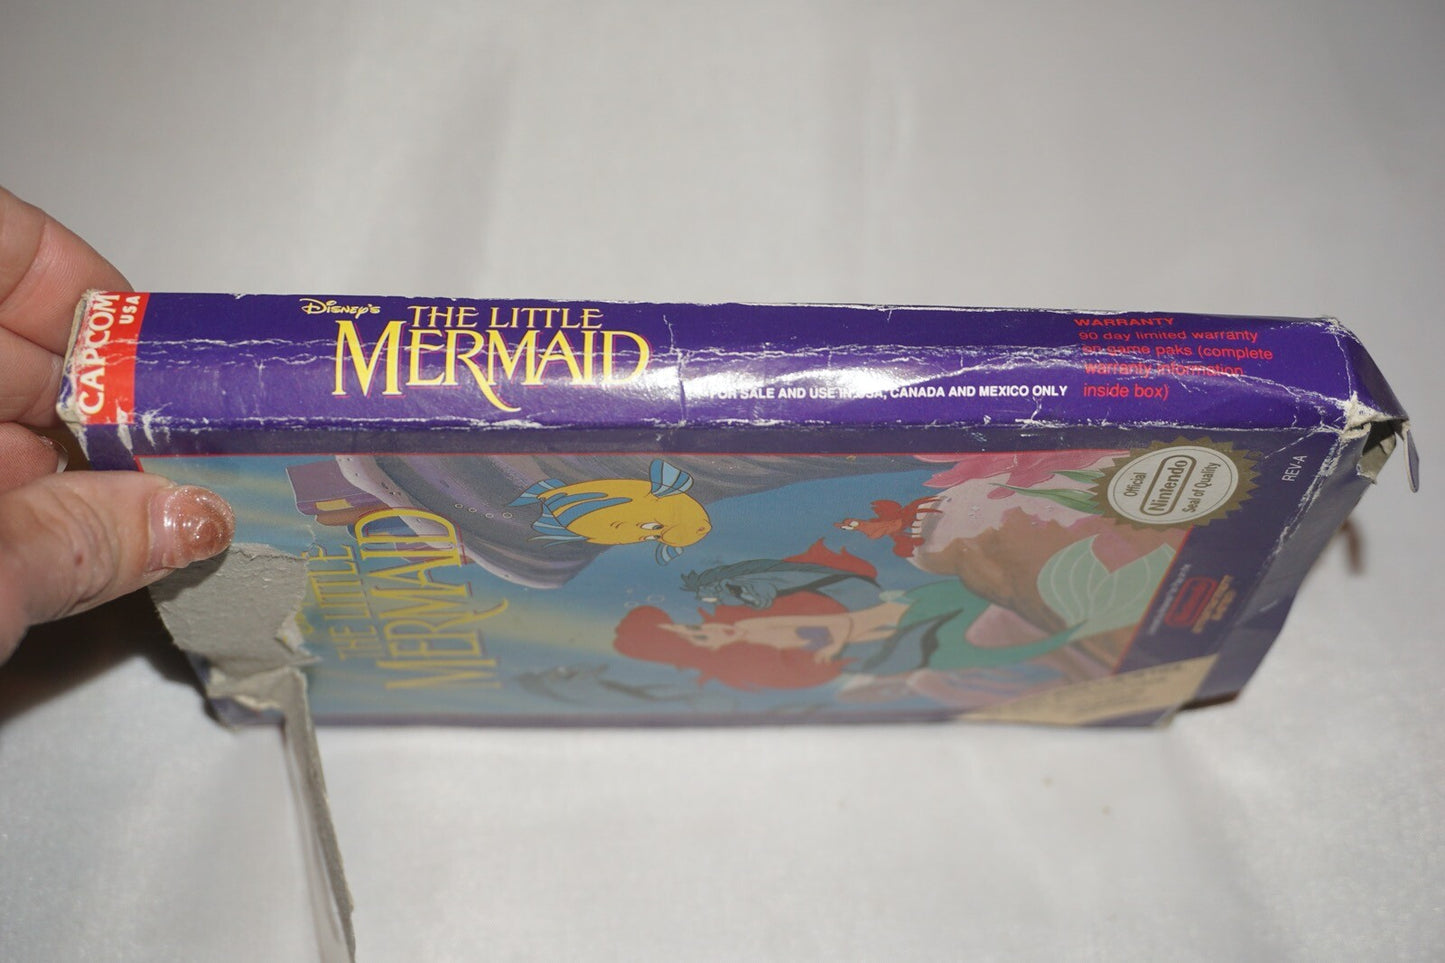 CAPCOM
USA
Disney's
THE LITTLE
MERMAID
FOR SALE AND USE IN USA, CANADA AND MEXICO ONLY
WARRANTY
90 day limited warranty
on game paks (complete
warranty information
inside box)
Official
Nintendo
Seal of Quality
REV-A
THE LITTLE
MERMAID